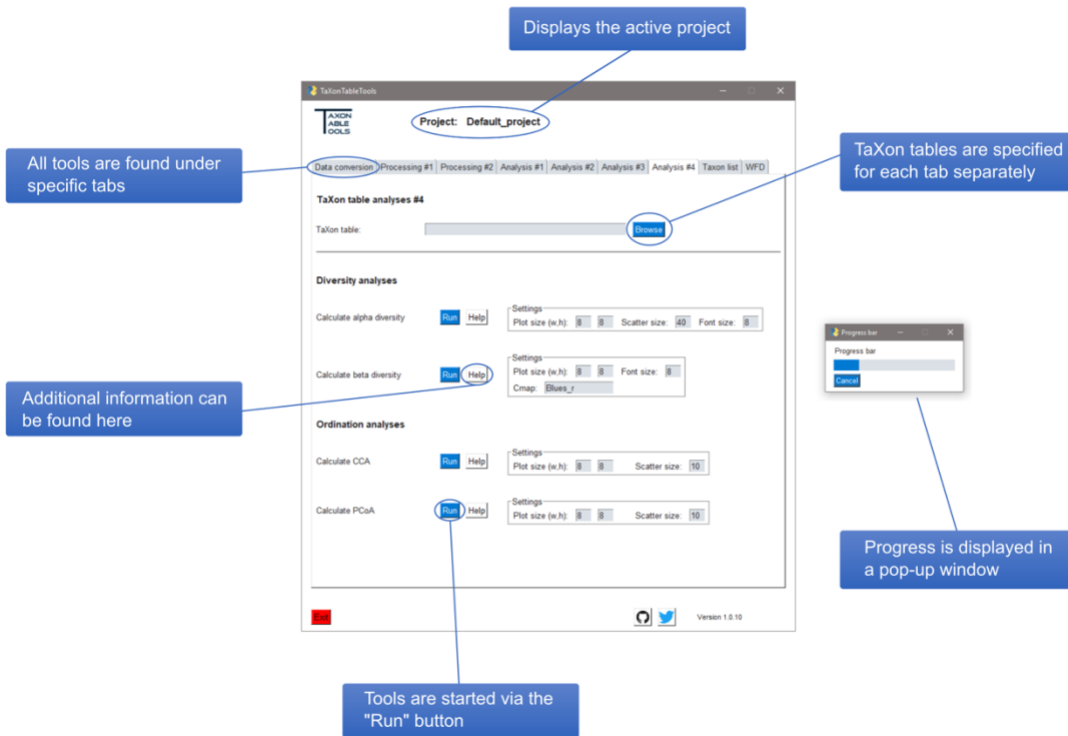 Displays the active project
TaXonTableTools
TAXON
ABLE
OOLS
Project: Default_project
All tools are found under
specific tabs
TaXon tables are specified
for each tab separately
Data conversion Processing #1 Processing #2 Analysis #1 Analysis #2 Analysis #3 Analysis #4 Taxon list WFD
TaXon table analyses #4
TaXon table: Browse
Diversity analyses
Settings
Calculate alpha diversity Run Help Plot size (w,h): 8 8 Scatter size: 40 Font size: 8
Progress bar
Progress bar
Cancel
Settings
Calculate beta diversity Run Help Plot size (w,h): 8 8 Font size: 8
Cmap: Blues_r
Additional information can
be found here
Ordination analyses
Settings
Calculate CCA Run Help Plot size (w,h): 8 8 Scatter size: 10
Settings
Calculate PCoA Run Help Plot size (w,h): 8 8 Scatter size: 10
Progress is displayed in
a pop-up window
Exit Version 1.0.10
Tools are started via the
"Run" button